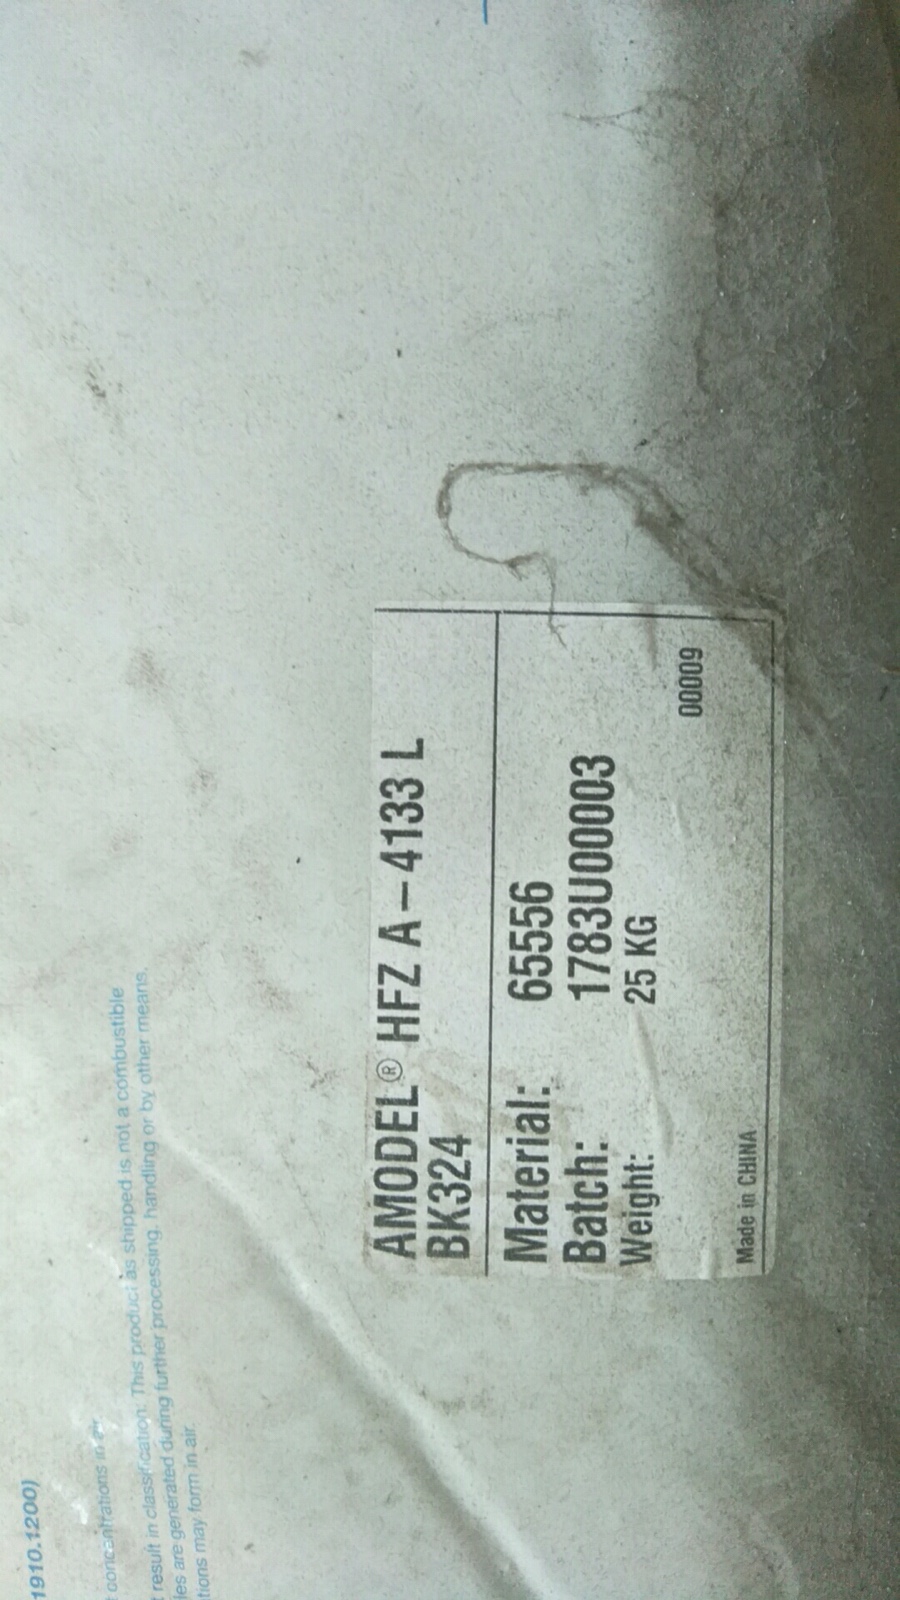 1910.1200)
concentrations in air
result in classification: This product as shipped is not a combustible
les are generated during further processing, handling or by other means,
tions may form in air.
AMODEL® HFZ A-4133 L
BK324
Material: 65556
Batch: 1783U00003
Weight: 25 KG
00009
Made in CHINA